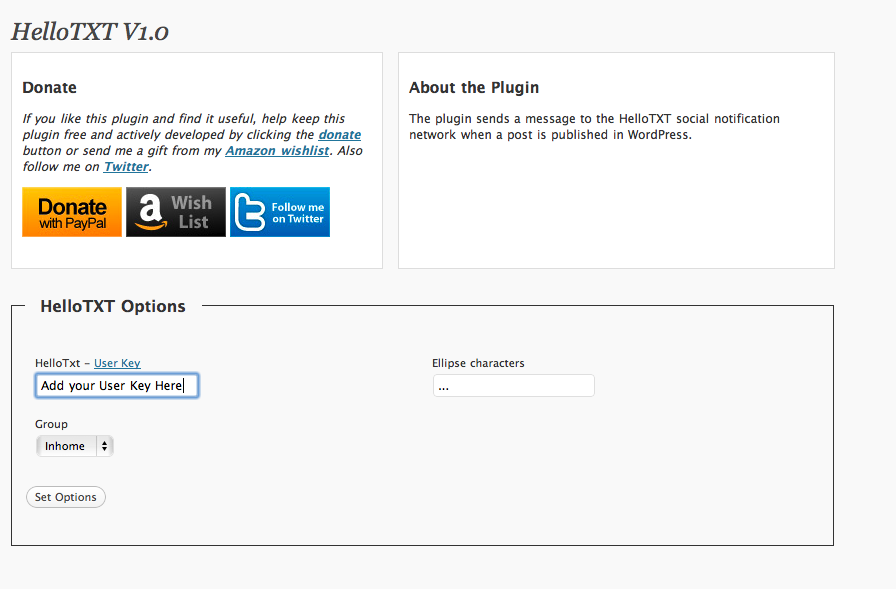 HelloTXT V1.0
Donate
If you like this plugin and find it useful, help keep this
plugin free and actively developed by clicking the donate
button or send me a gift from my Amazon wishlist. Also
follow me on Twitter.
Donate
with PayPal
a Wish
List
Follow me
on Twitter
About the Plugin
The plugin sends a message to the HelloTXT social notification
network when a post is published in WordPress.
HelloTXT Options
HelloTxt – User Key
Add your User Key Here
Ellipse characters
...
Group
Inhome
Set Options